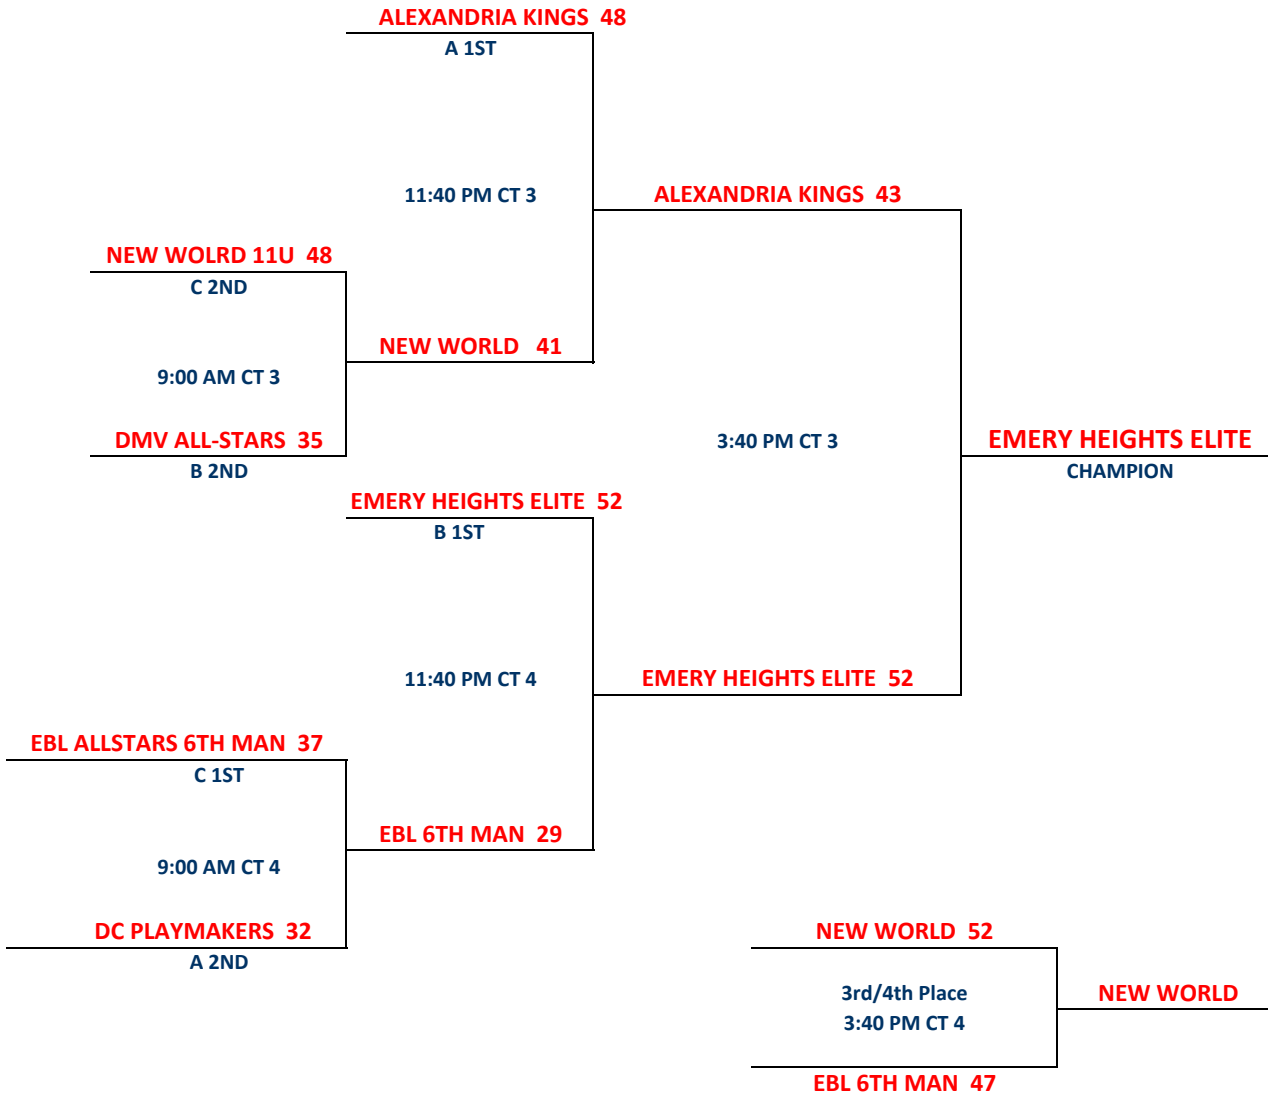 ALEXANDRIA KINGS 48
A 1ST
11:40 PM CT 3
ALEXANDRIA KINGS 43
NEW WOLRD 11U 48
C 2ND
NEW WORLD 41
9:00 AM CT 3
DMV ALL-STARS 35
B 2ND
3:40 PM CT 3
EMERY HEIGHTS ELITE
CHAMPION
EMERY HEIGHTS ELITE 52
B 1ST
11:40 PM CT 4
EMERY HEIGHTS ELITE 52
EBL ALLSTARS 6TH MAN 37
C 1ST
EBL 6TH MAN 29
9:00 AM CT 4
DC PLAYMAKERS 32
A 2ND
NEW WORLD 52
3rd/4th Place
3:40 PM CT 4
NEW WORLD
EBL 6TH MAN 47